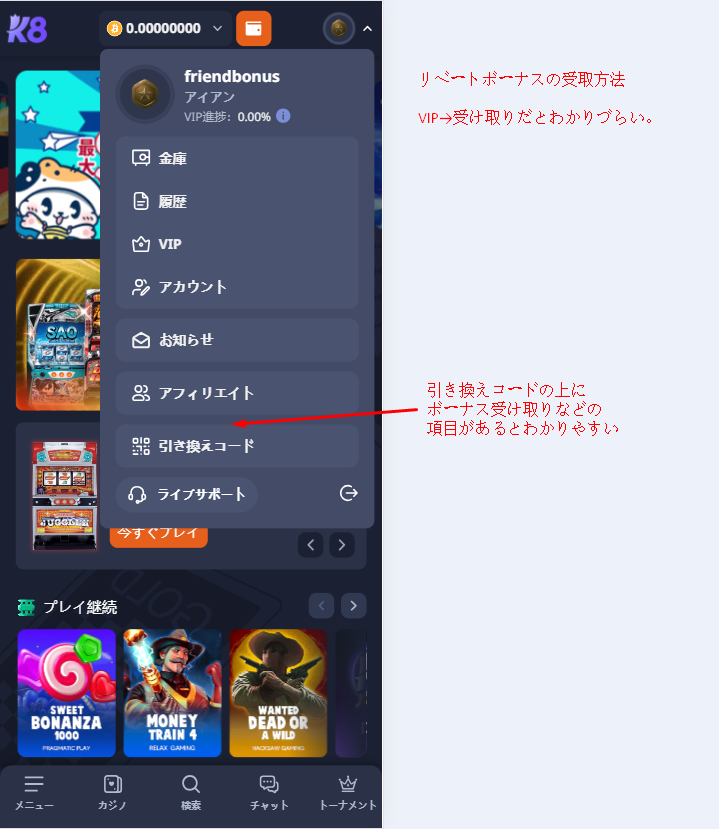 K8
0.00000000
friendbonus
アイアン
VIP進捗: 0.00%
金庫
履歴
VIP
アカウント
お知らせ
アフィリエイト
引き換えコード
ライブサポート
最
大
SAO
JUGGLER
今すぐプレイ
プレイ継続
SWEET
BONANZA
1000
PRAGMATIC PLAY
MONEY
TRAIN 4
RELAX GAMING
WANTED
DEAD OR
A WILD
HACKSAW GAMING
メニュー
カジノ
検索
チャット
トーナメント
リベートボーナスの受取方法
VIP→受け取りだとわかりづらい。
引き換えコードの上に
ボーナス受け取りなどの
項目があるとわかりやすい